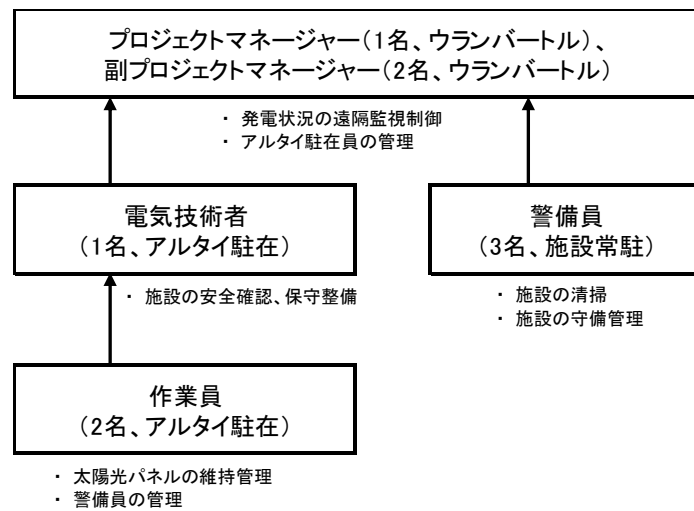 プロジェクトマネージャー(1名、ウランバートル)、
副プロジェクトマネージャー(2名、ウランバートル)
・ 発電状況の遠隔監視制御
・ アルタイ駐在員の管理
電気技術者
(1名、アルタイ駐在)
・ 施設の安全確認、保守整備
警備員
(3名、施設常駐)
・ 施設の清掃
・ 施設の守備管理
作業員
(2名、アルタイ駐在)
・ 太陽光パネルの維持管理
・ 警備員の管理